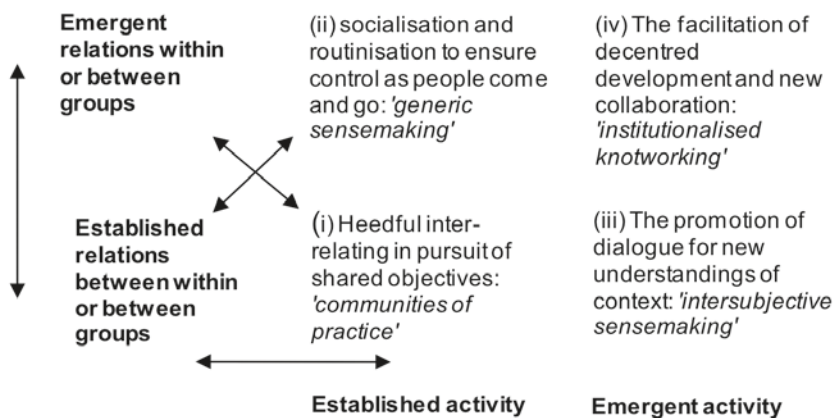 Emergent
relations within
or between
groups
(ii) socialisation and
routinisation to ensure
control as people come
and go: 'generic
sensemaking'
(iv) The facilitation of
decentred
development and new
collaboration:
'institutionalised
knotworking'
Established
relations
between within
or between
groups
(i) Heedful inter-
relating in pursuit of
shared objectives:
'communities of
practice'
(iii) The promotion of
dialogue for new
understandings of
context: 'intersubjective
sensemaking'
Established activity
Emergent activity